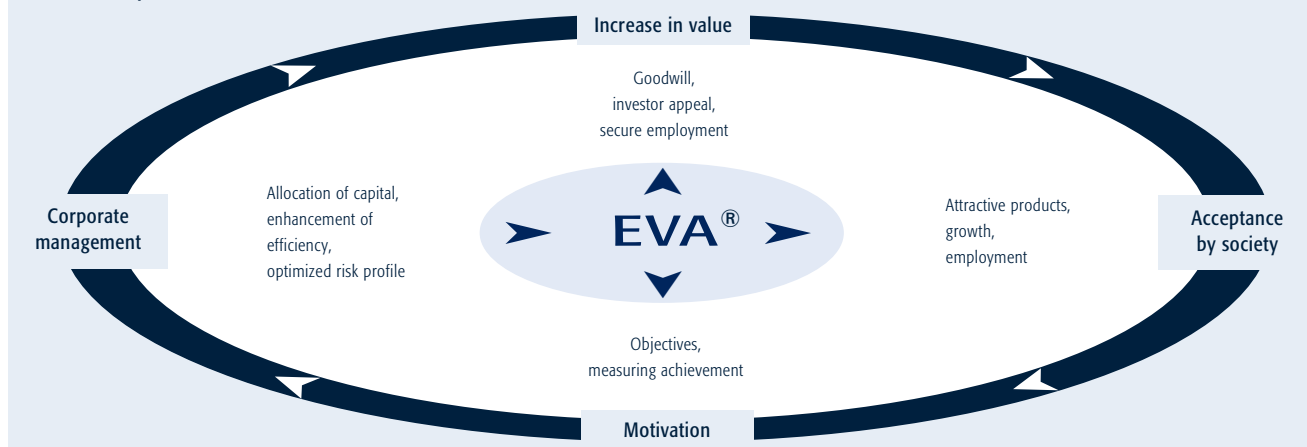 Increase in value
Goodwill,
investor appeal,
secure employment
Corporate
management
Allocation of capital,
enhancement of
efficiency,
optimized risk profile
EVA®
Attractive products,
growth,
employment
Acceptance
by society
Objectives,
measuring achievement
Motivation